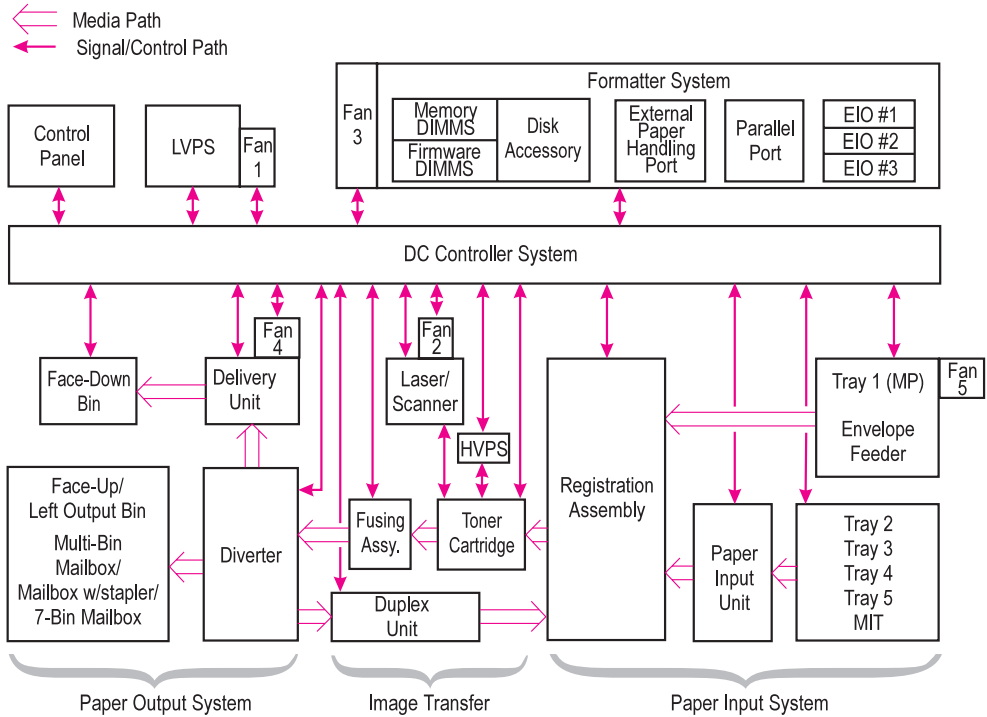 Media Path
Signal/Control Path
Formatter System
Fan
3
Memory
DIMMS
Firmware
DIMMS
Disk
Accessory
External
Paper
Handling
Port
Parallel
Port
EIO #1
EIO #2
EIO #3
Control
Panel
LVPS
Fan
1
DC Controller System
Fan
4
Fan
2
Face-Down
Bin
Delivery
Unit
Laser/
Scanner
HVPS
Tray 1 (MP)
Envelope
Feeder
Fan
5
Face-Up/
Left Output Bin
Multi-Bin
Mailbox/
Mailbox w/stapler/
7-Bin Mailbox
Diverter
Fusing
Assy.
Toner
Cartridge
Registration
Assembly
Paper
Input
Unit
Tray 2
Tray 3
Tray 4
Tray 5
MIT
Duplex
Unit
Paper Output System
Image Transfer
Paper Input System